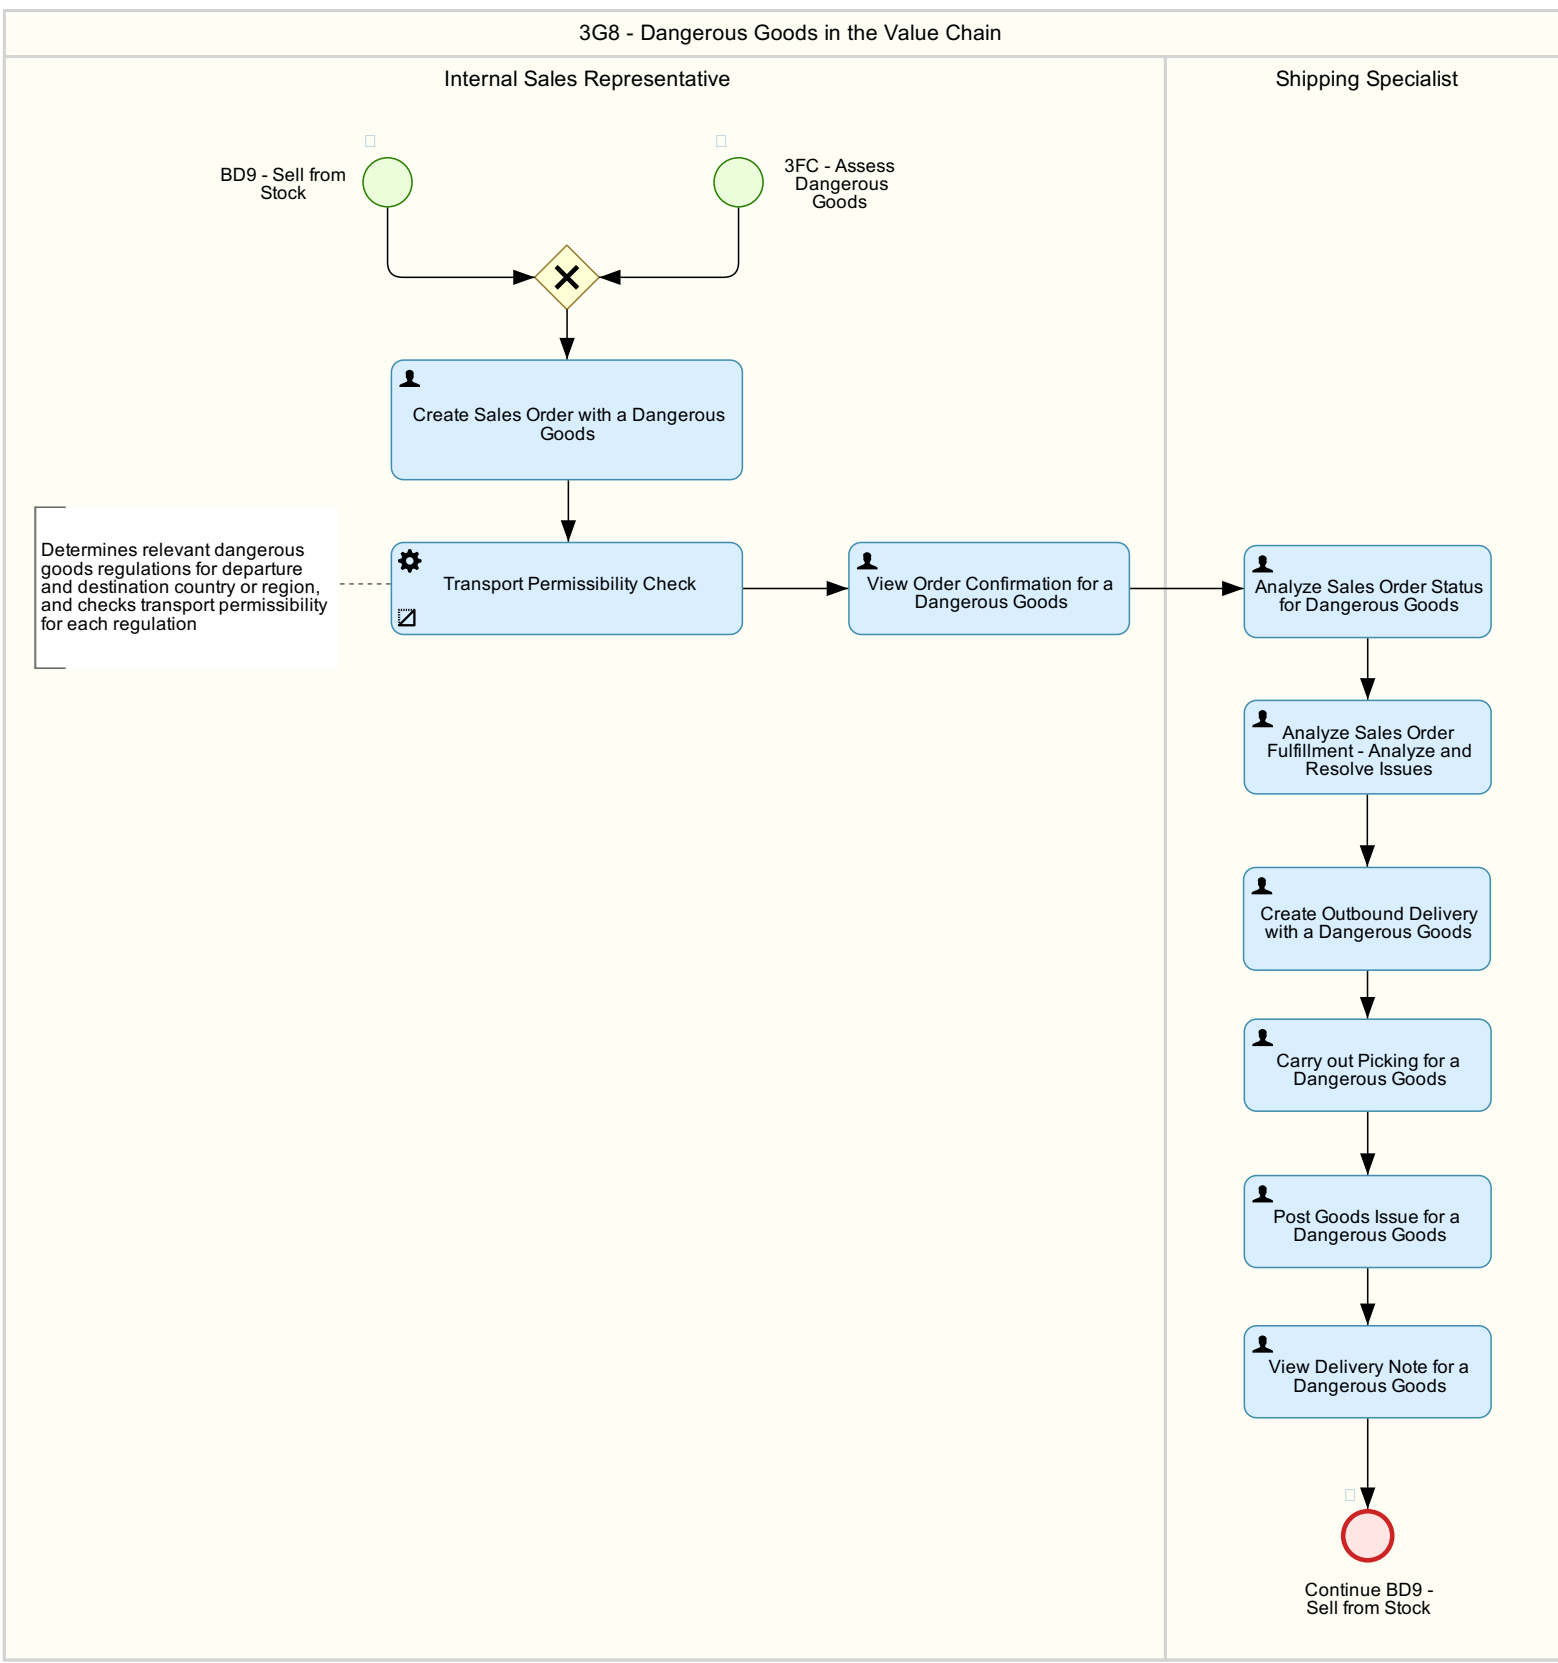 3G8 - Dangerous Goods in the Value Chain
Internal Sales Representative
Shipping Specialist
BD9 - Sell from
Stock
3FC - Assess
Dangerous
Goods
Create Sales Order with a Dangerous
Goods
Determines relevant dangerous
goods regulations for departure
and destination country or region,
and checks transport permissibility
for each regulation
Transport Permissibility Check
View Order Confirmation for a
Dangerous Goods
Analyze Sales Order Status
for Dangerous Goods
Analyze Sales Order
Fulfillment - Analyze and
Resolve Issues
Create Outbound Delivery
with a Dangerous Goods
Carry out Picking for a
Dangerous Goods
Post Goods Issue for a
Dangerous Goods
View Delivery Note for a
Dangerous Goods
Continue BD9 -
Sell from Stock